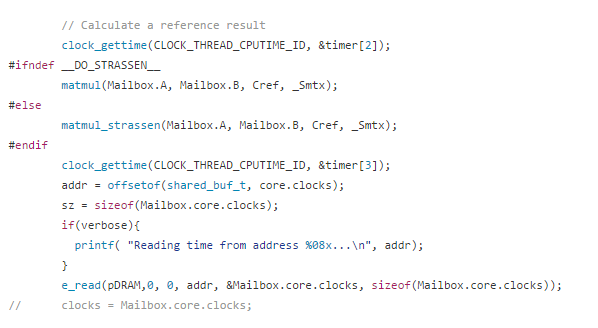 // Calculate a reference result
clock_gettime(CLOCK_THREAD_CPUTIME_ID, &timer[2]);
#ifndef __DO_STRASSEN__
matmul(Mailbox.A, Mailbox.B, Cref, _Smtx);
#else
matmul_strassen(Mailbox.A, Mailbox.B, Cref, _Smtx);
#endif
clock_gettime(CLOCK_THREAD_CPUTIME_ID, &timer[3]);
addr = offsetof(shared_buf_t, core.clocks);
sz = sizeof(Mailbox.core.clocks);
if(verbose){
printf( "Reading time from address %08x...\n", addr);
}
e_read(pDRAM,0, 0, addr, &Mailbox.core.clocks, sizeof(Mailbox.core.clocks));
// clocks = Mailbox.core.clocks;